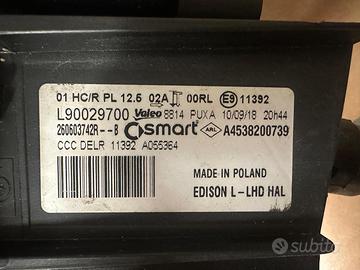 01 HC/R PL 12.5 02A 00RL E9 11392
L90029700 Valeo 8814 PUXA 10/09/18 20h44
260603742R--B smart ARL A4538200739
CCC DELR 11392 A055364
MADE IN POLAND
EDISON L-LHD HAL
subito